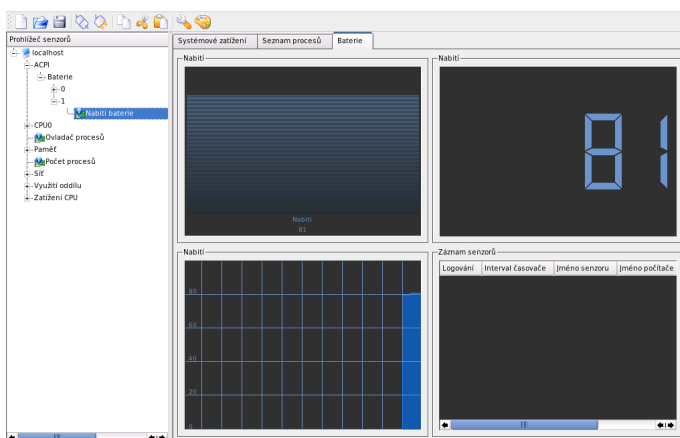 Prohlížeč senzorů
localhost
ACPI
Baterie
0
1
Nabití baterie
CPU0
Ovladač procesů
Paměť
Počet procesů
Síť
Využití oddílu
Zatížení CPU
Systémové zatížení
Seznam procesů
Baterie
Nabití
Nabití
81
Nabití
81
Nabití
80
60
40
20
0
Záznam senzorů
Logování
Interval časovače
Jméno senzoru
Jméno počítače